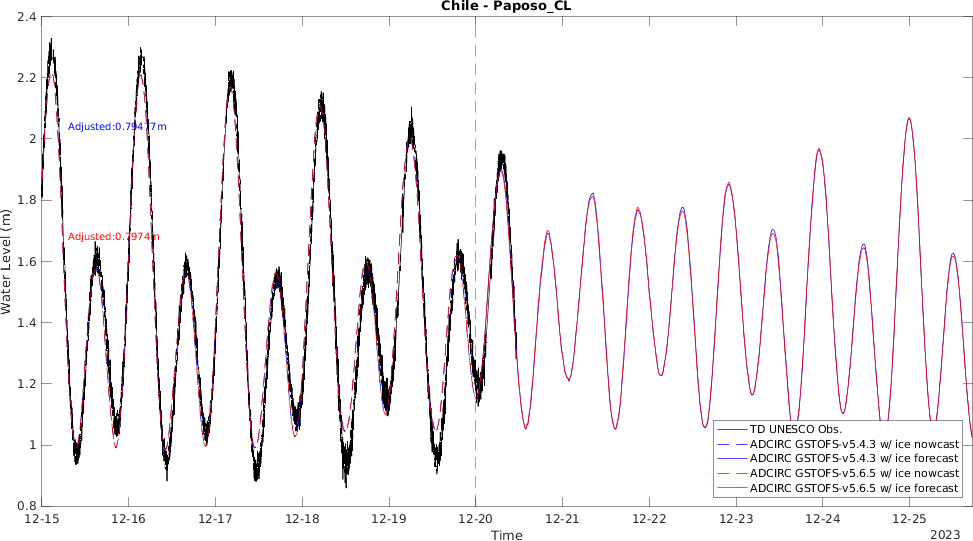 Chile - Paposo_CL
2.4
2.2
2
1.8
1.6
1.4
1.2
1
0.8
Water Level (m)
Adjusted:0.79477m
Adjusted:0.7974m
TD UNESCO Obs.
ADCIRC GSTOFS-v5.4.3 w/ ice nowcast
ADCIRC GSTOFS-v5.4.3 w/ ice forecast
ADCIRC GSTOFS-v5.6.5 w/ ice nowcast
ADCIRC GSTOFS-v5.6.5 w/ ice forecast
12-15 12-16 12-17 12-18 12-19 12-20 12-21 12-22 12-23 12-24 12-25
Time
2023